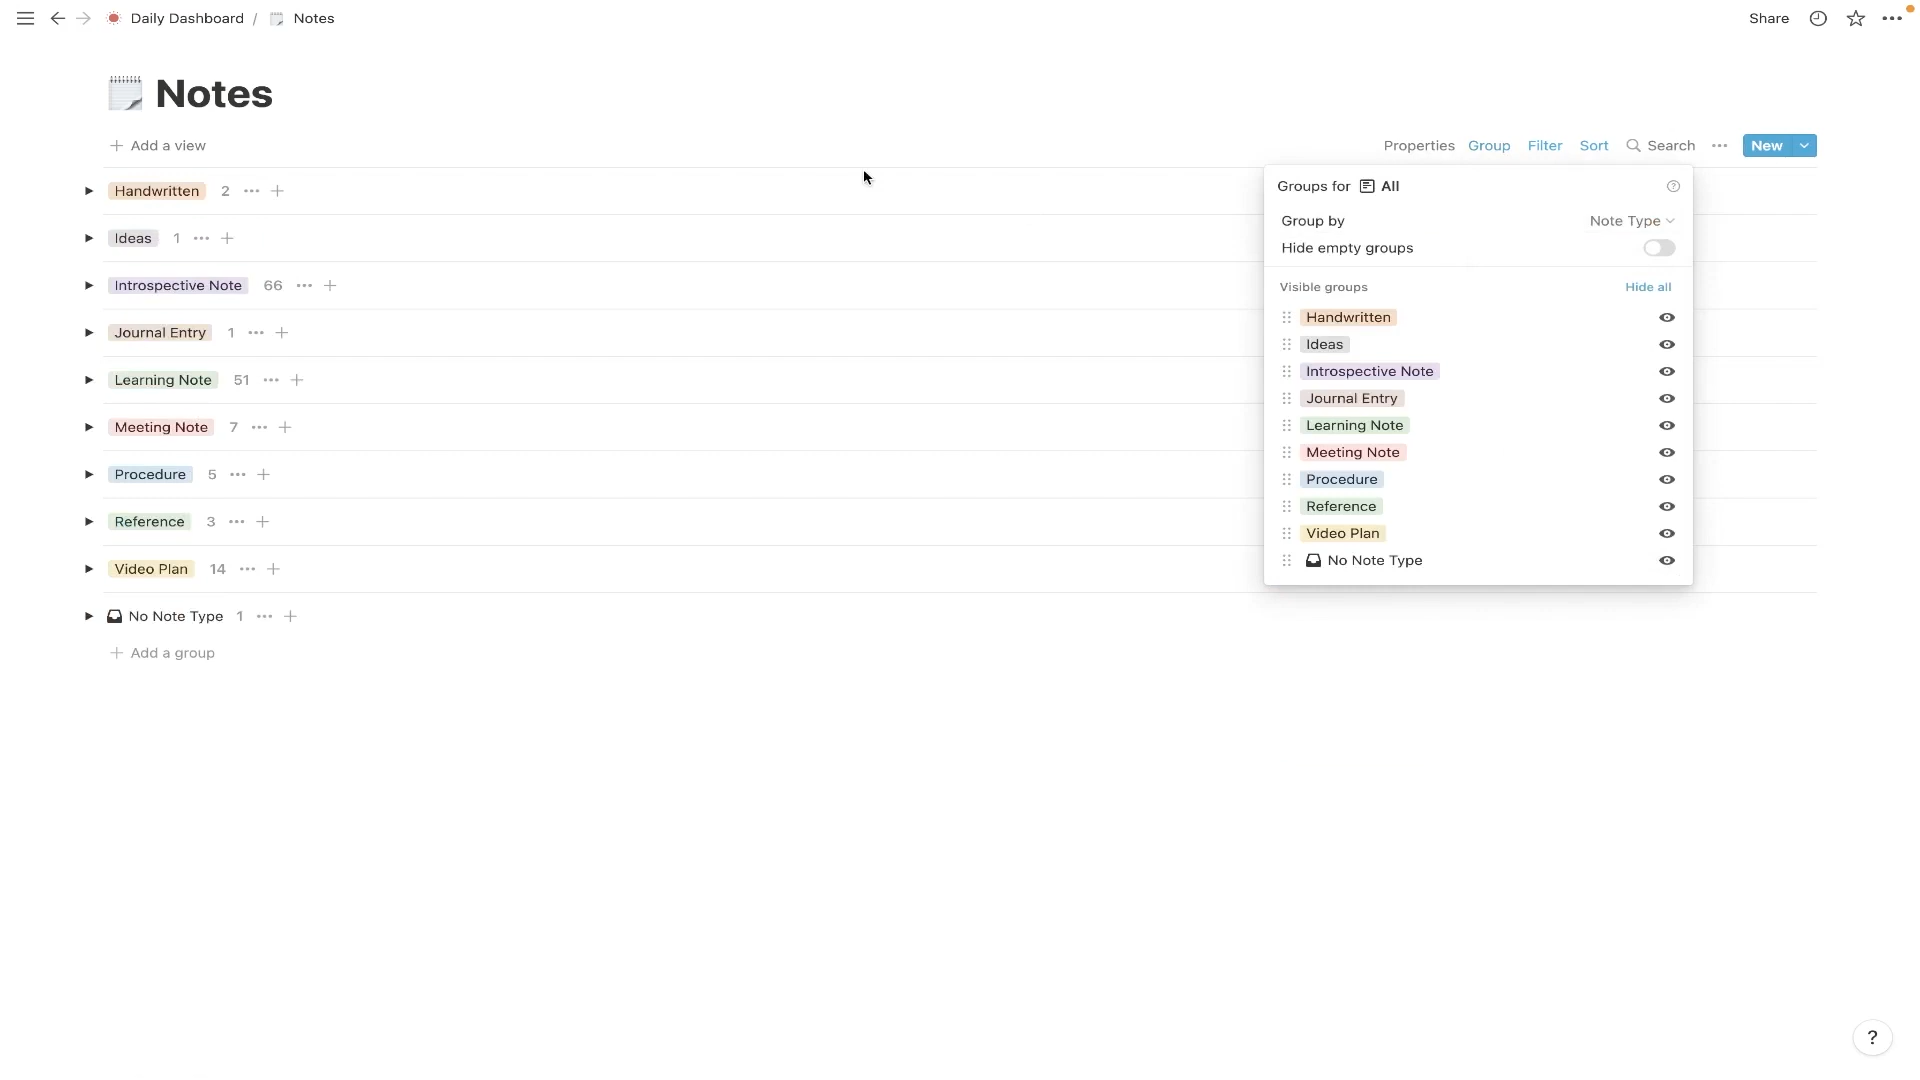 Daily Dashboard / Notes
Share
Notes
Add a view
Properties Group Filter Sort Search New
Handwritten 2
Ideas 1
Introspective Note 66
Journal Entry 1
Learning Note 51
Meeting Note 7
Procedure 5
Reference 3
Video Plan 14
No Note Type 1
Add a group
Groups for All
Group by Note Type
Hide empty groups
Visible groups Hide all
Handwritten
Ideas
Introspective Note
Journal Entry
Learning Note
Meeting Note
Procedure
Reference
Video Plan
No Note Type
?